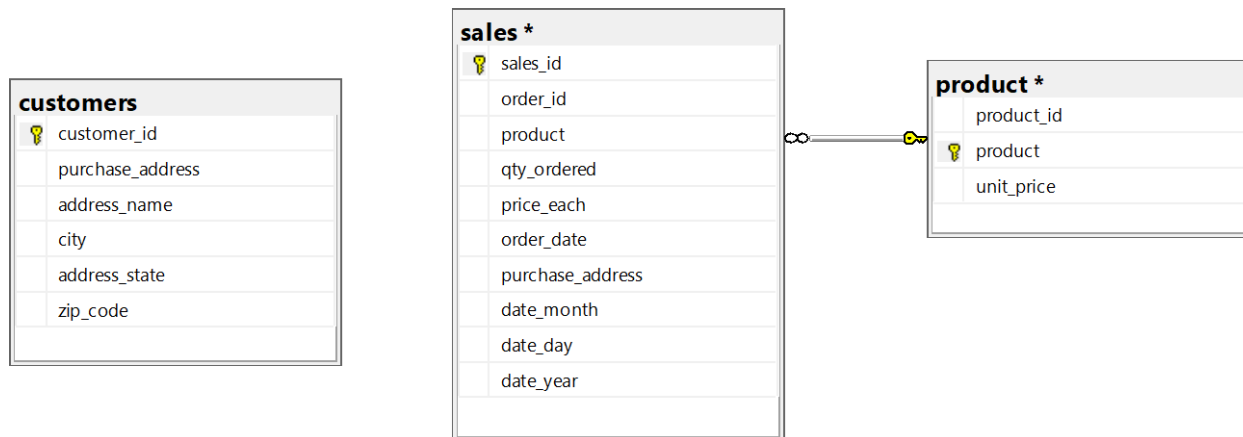 customers
customer_id
purchase_address
address_name
city
address_state
zip_code
sales *
sales_id
order_id
product
qty_ordered
price_each
order_date
purchase_address
date_month
date_day
date_year
product *
product_id
product
unit_price